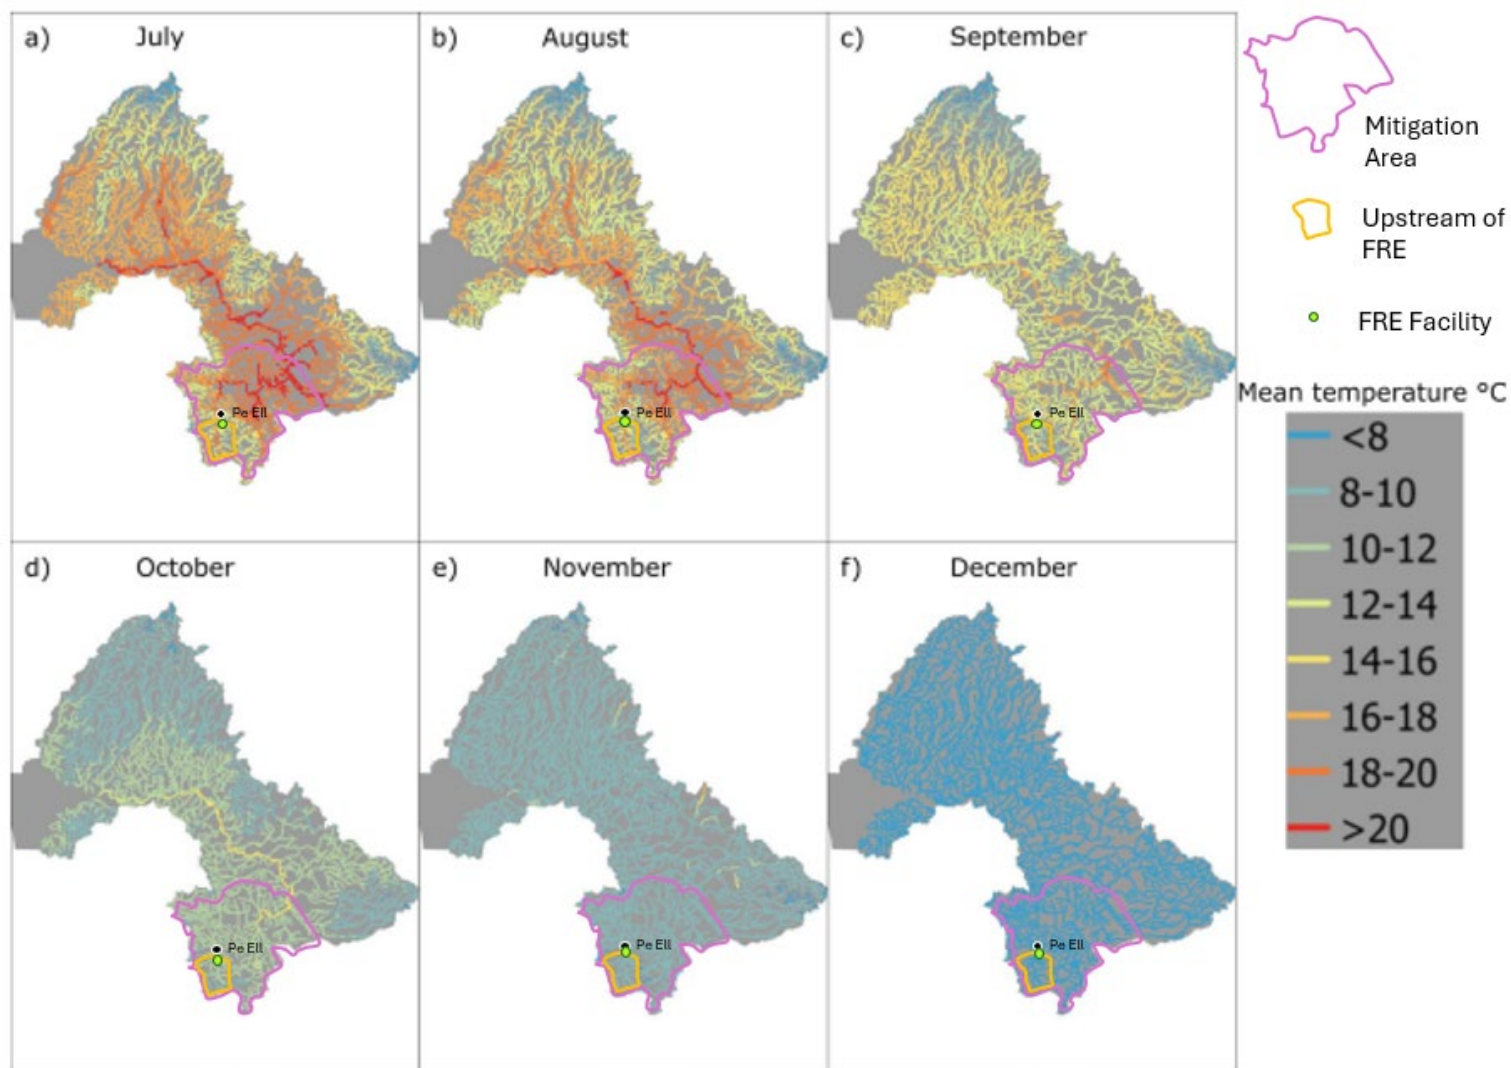 a) July
b) August
c) September
Mitigation
Area
Upstream of
FRE
FRE Facility
Pe Ell
Pe Ell
Pe Ell
Mean temperature °C
<8
8-10
10-12
12-14
14-16
16-18
18-20
>20
d) October
e) November
f) December
Pe Ell
Pe Ell
Pe Ell